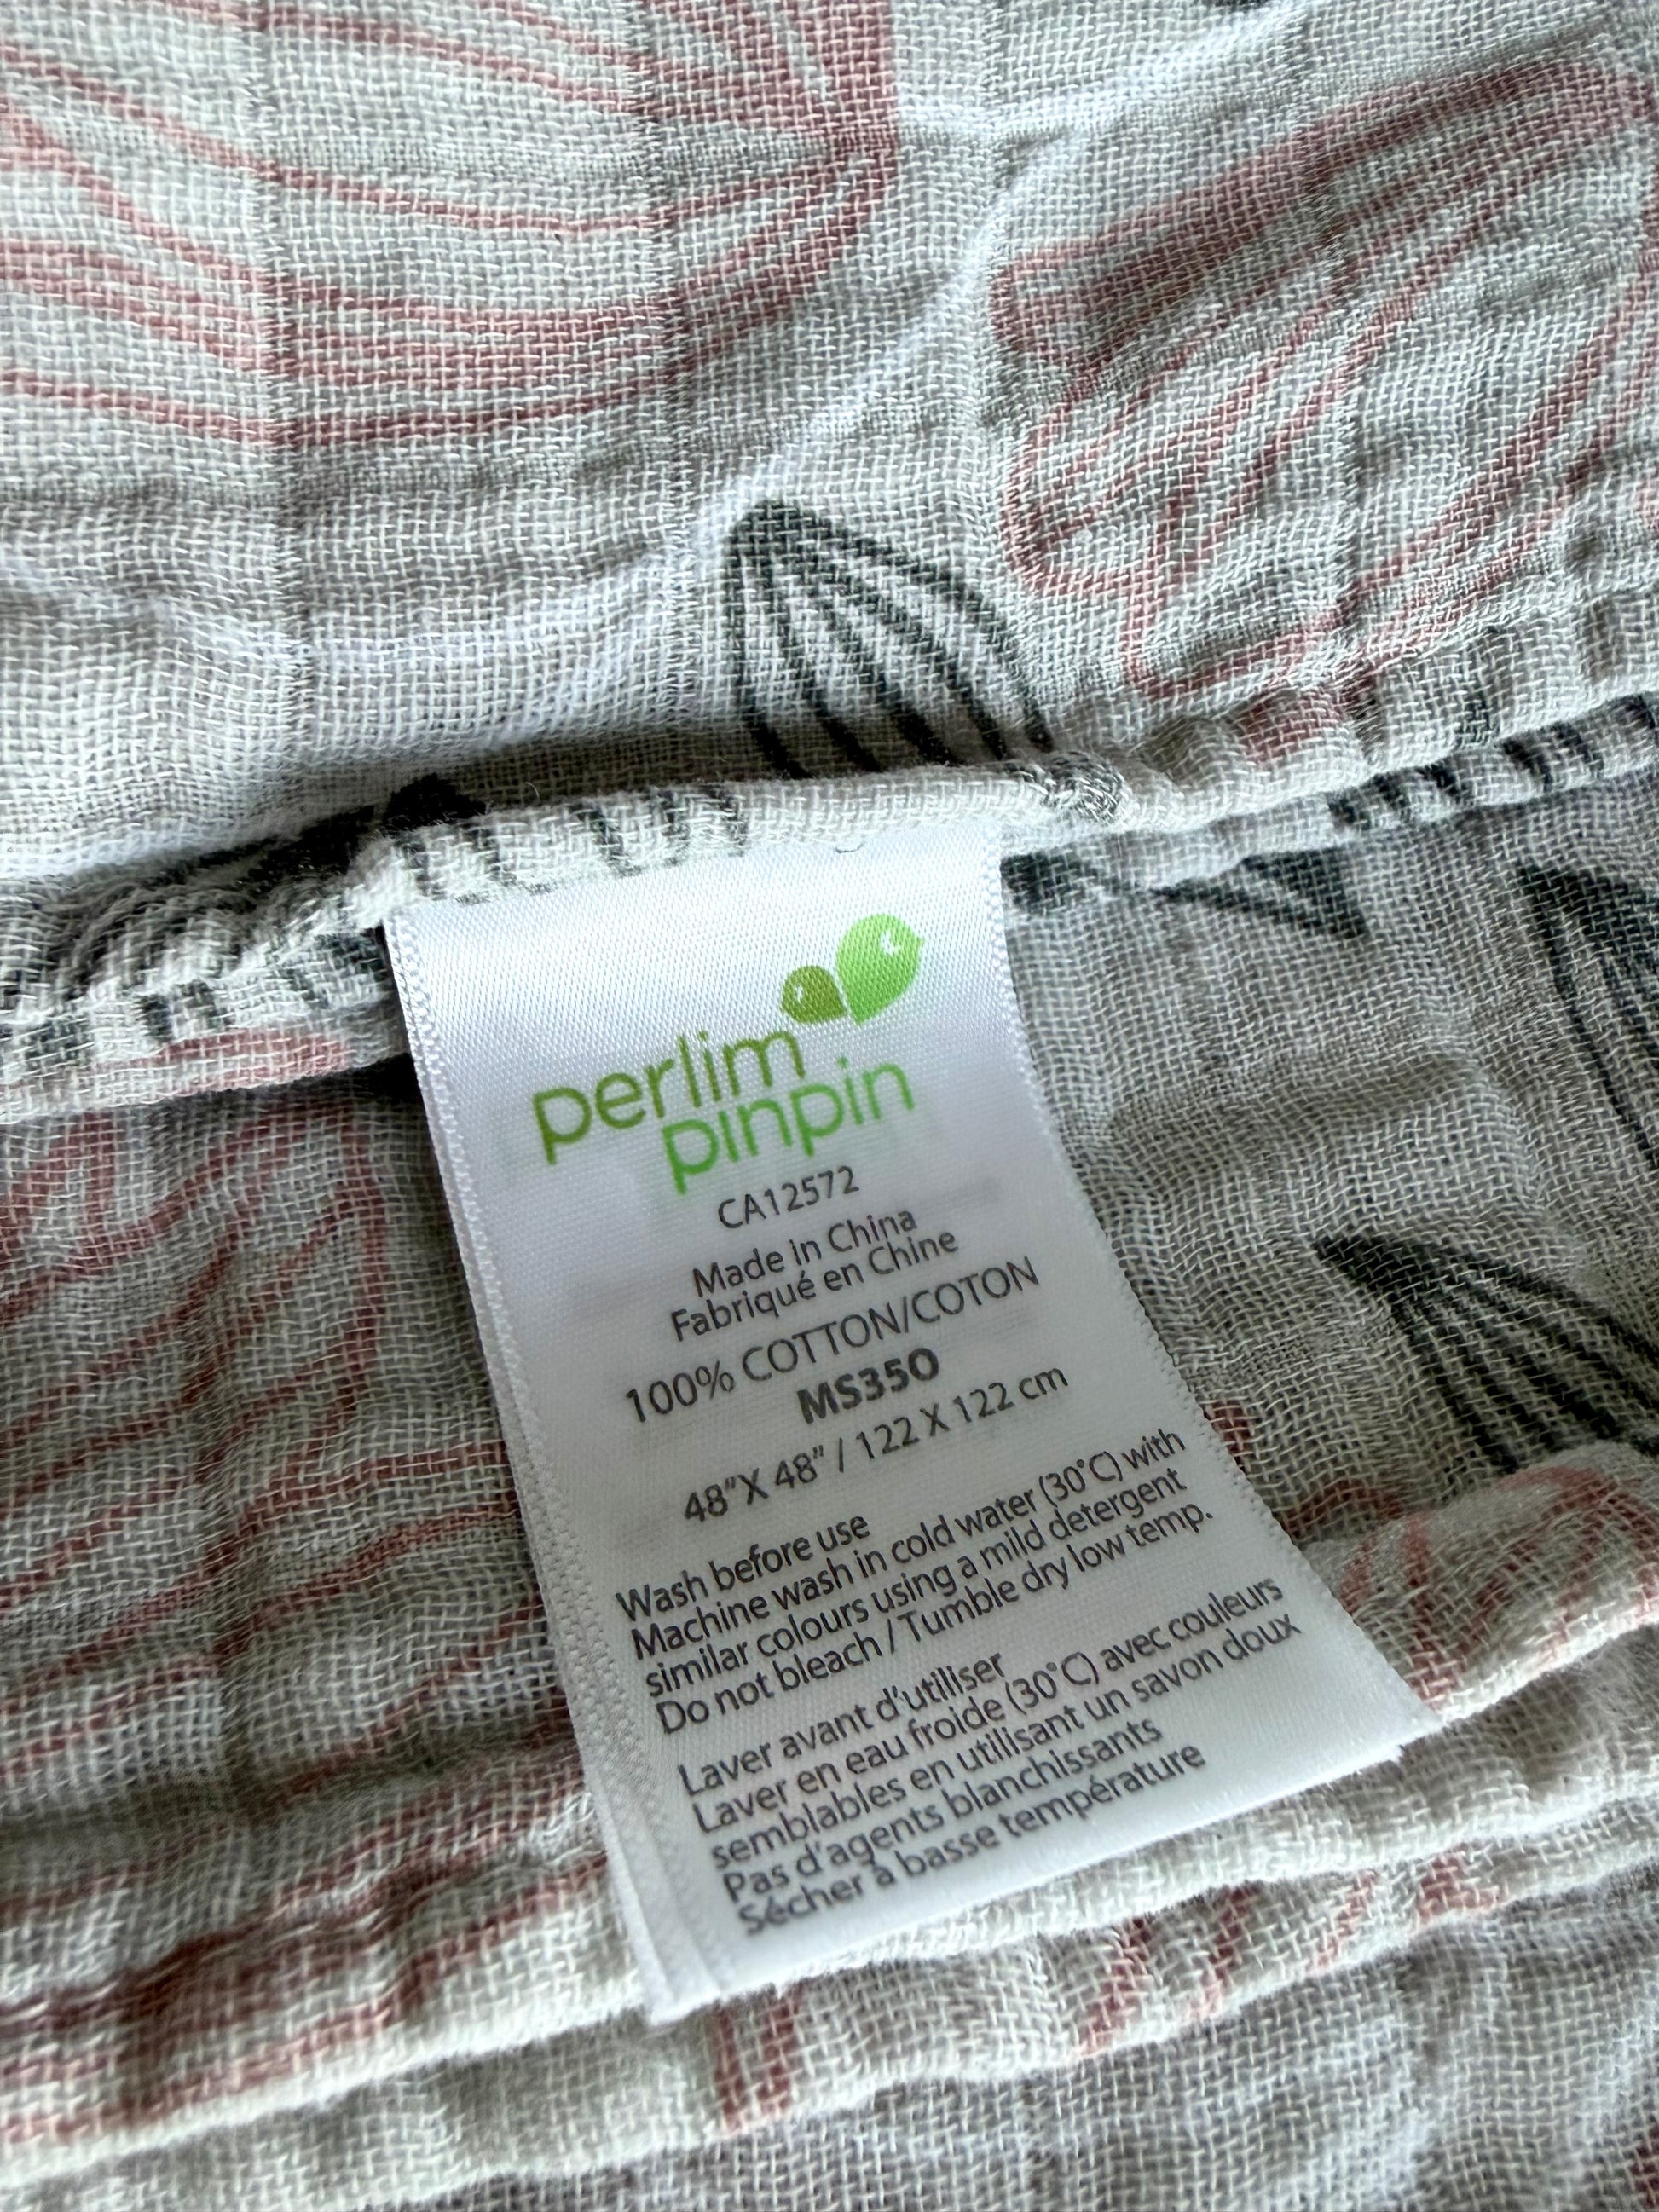 perlim
pinpin
CA12572
Made in China
Fabriqué en Chine
100% COTTON/COTON
MS35O
48"X 48" / 122 X 122 cm
Wash before use
Machine wash in cold water (30°C) with
similar colours using a mild detergent
Do not bleach / Tumble dry low temp.
Laver avant d'utiliser
Laver en eau froide (30°C) avec couleurs
semblables en utilisant un savon doux
Pas d'agents blanchissants
Sécher à basse température